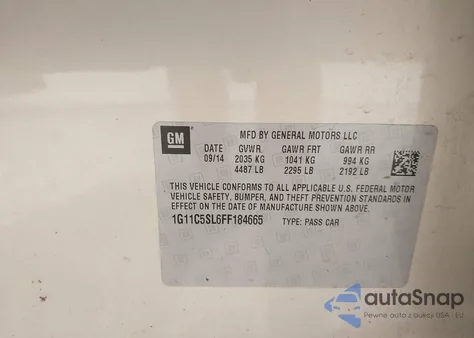 GM
MFD BY GENERAL MOTORS LLC
DATE GVWR GAWR FRT GAWR RR
09/14 2035 KG 1041 KG 994 KG
4487 LB 2295 LB 2192 LB
THIS VEHICLE CONFORMS TO ALL APPLICABLE U.S. FEDERAL MOTOR
VEHICLE SAFETY, BUMPER, AND THEFT PREVENTION STANDARDS
IN EFFECT ON THE DATE OF MANUFACTURE SHOWN ABOVE.
1G11C5SL6FF184665 TYPE: PASS CAR
autoSnap
Pewne auta z aukcji USA - EU